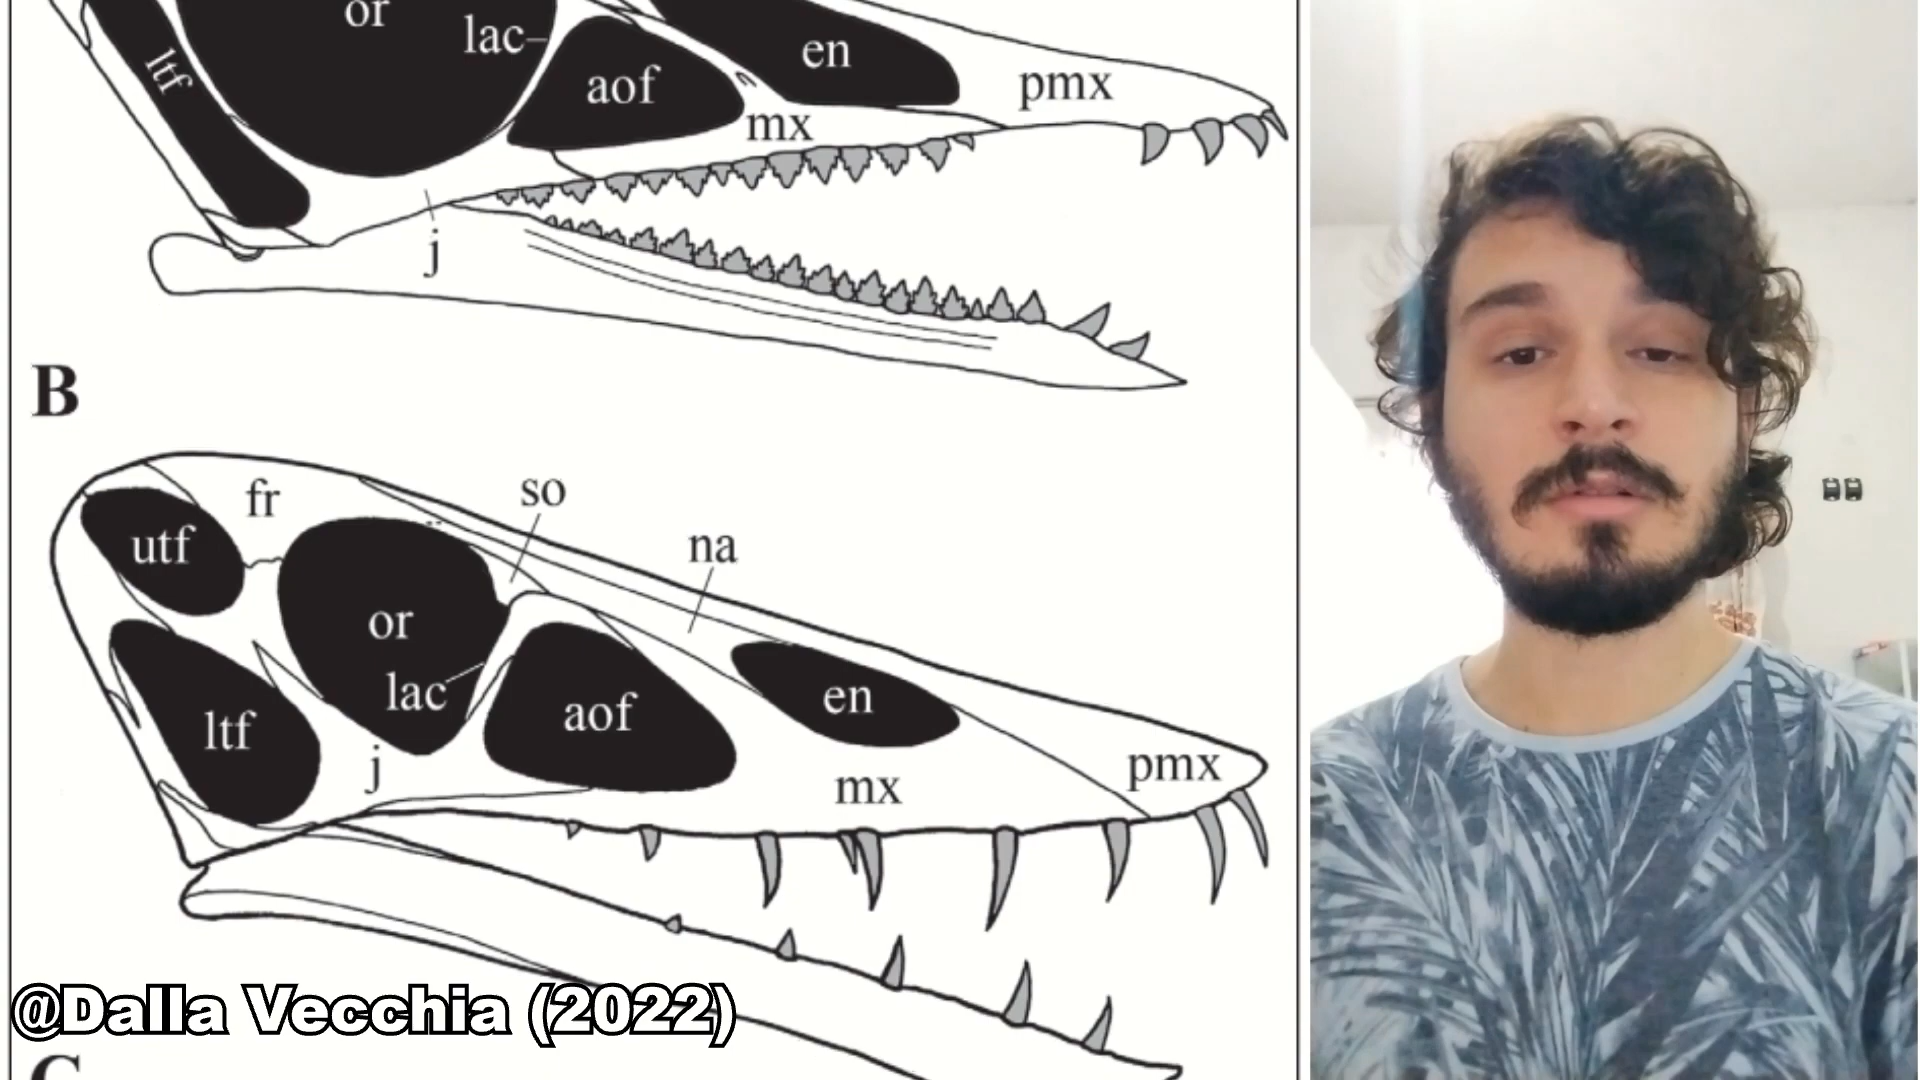 or
lac
ltf
aof
en
pmx
mx
j
B
fr
so
utf
na
or
lac
ltf
aof
en
j
mx
pmx
@Dalla Vecchia (2022)
C